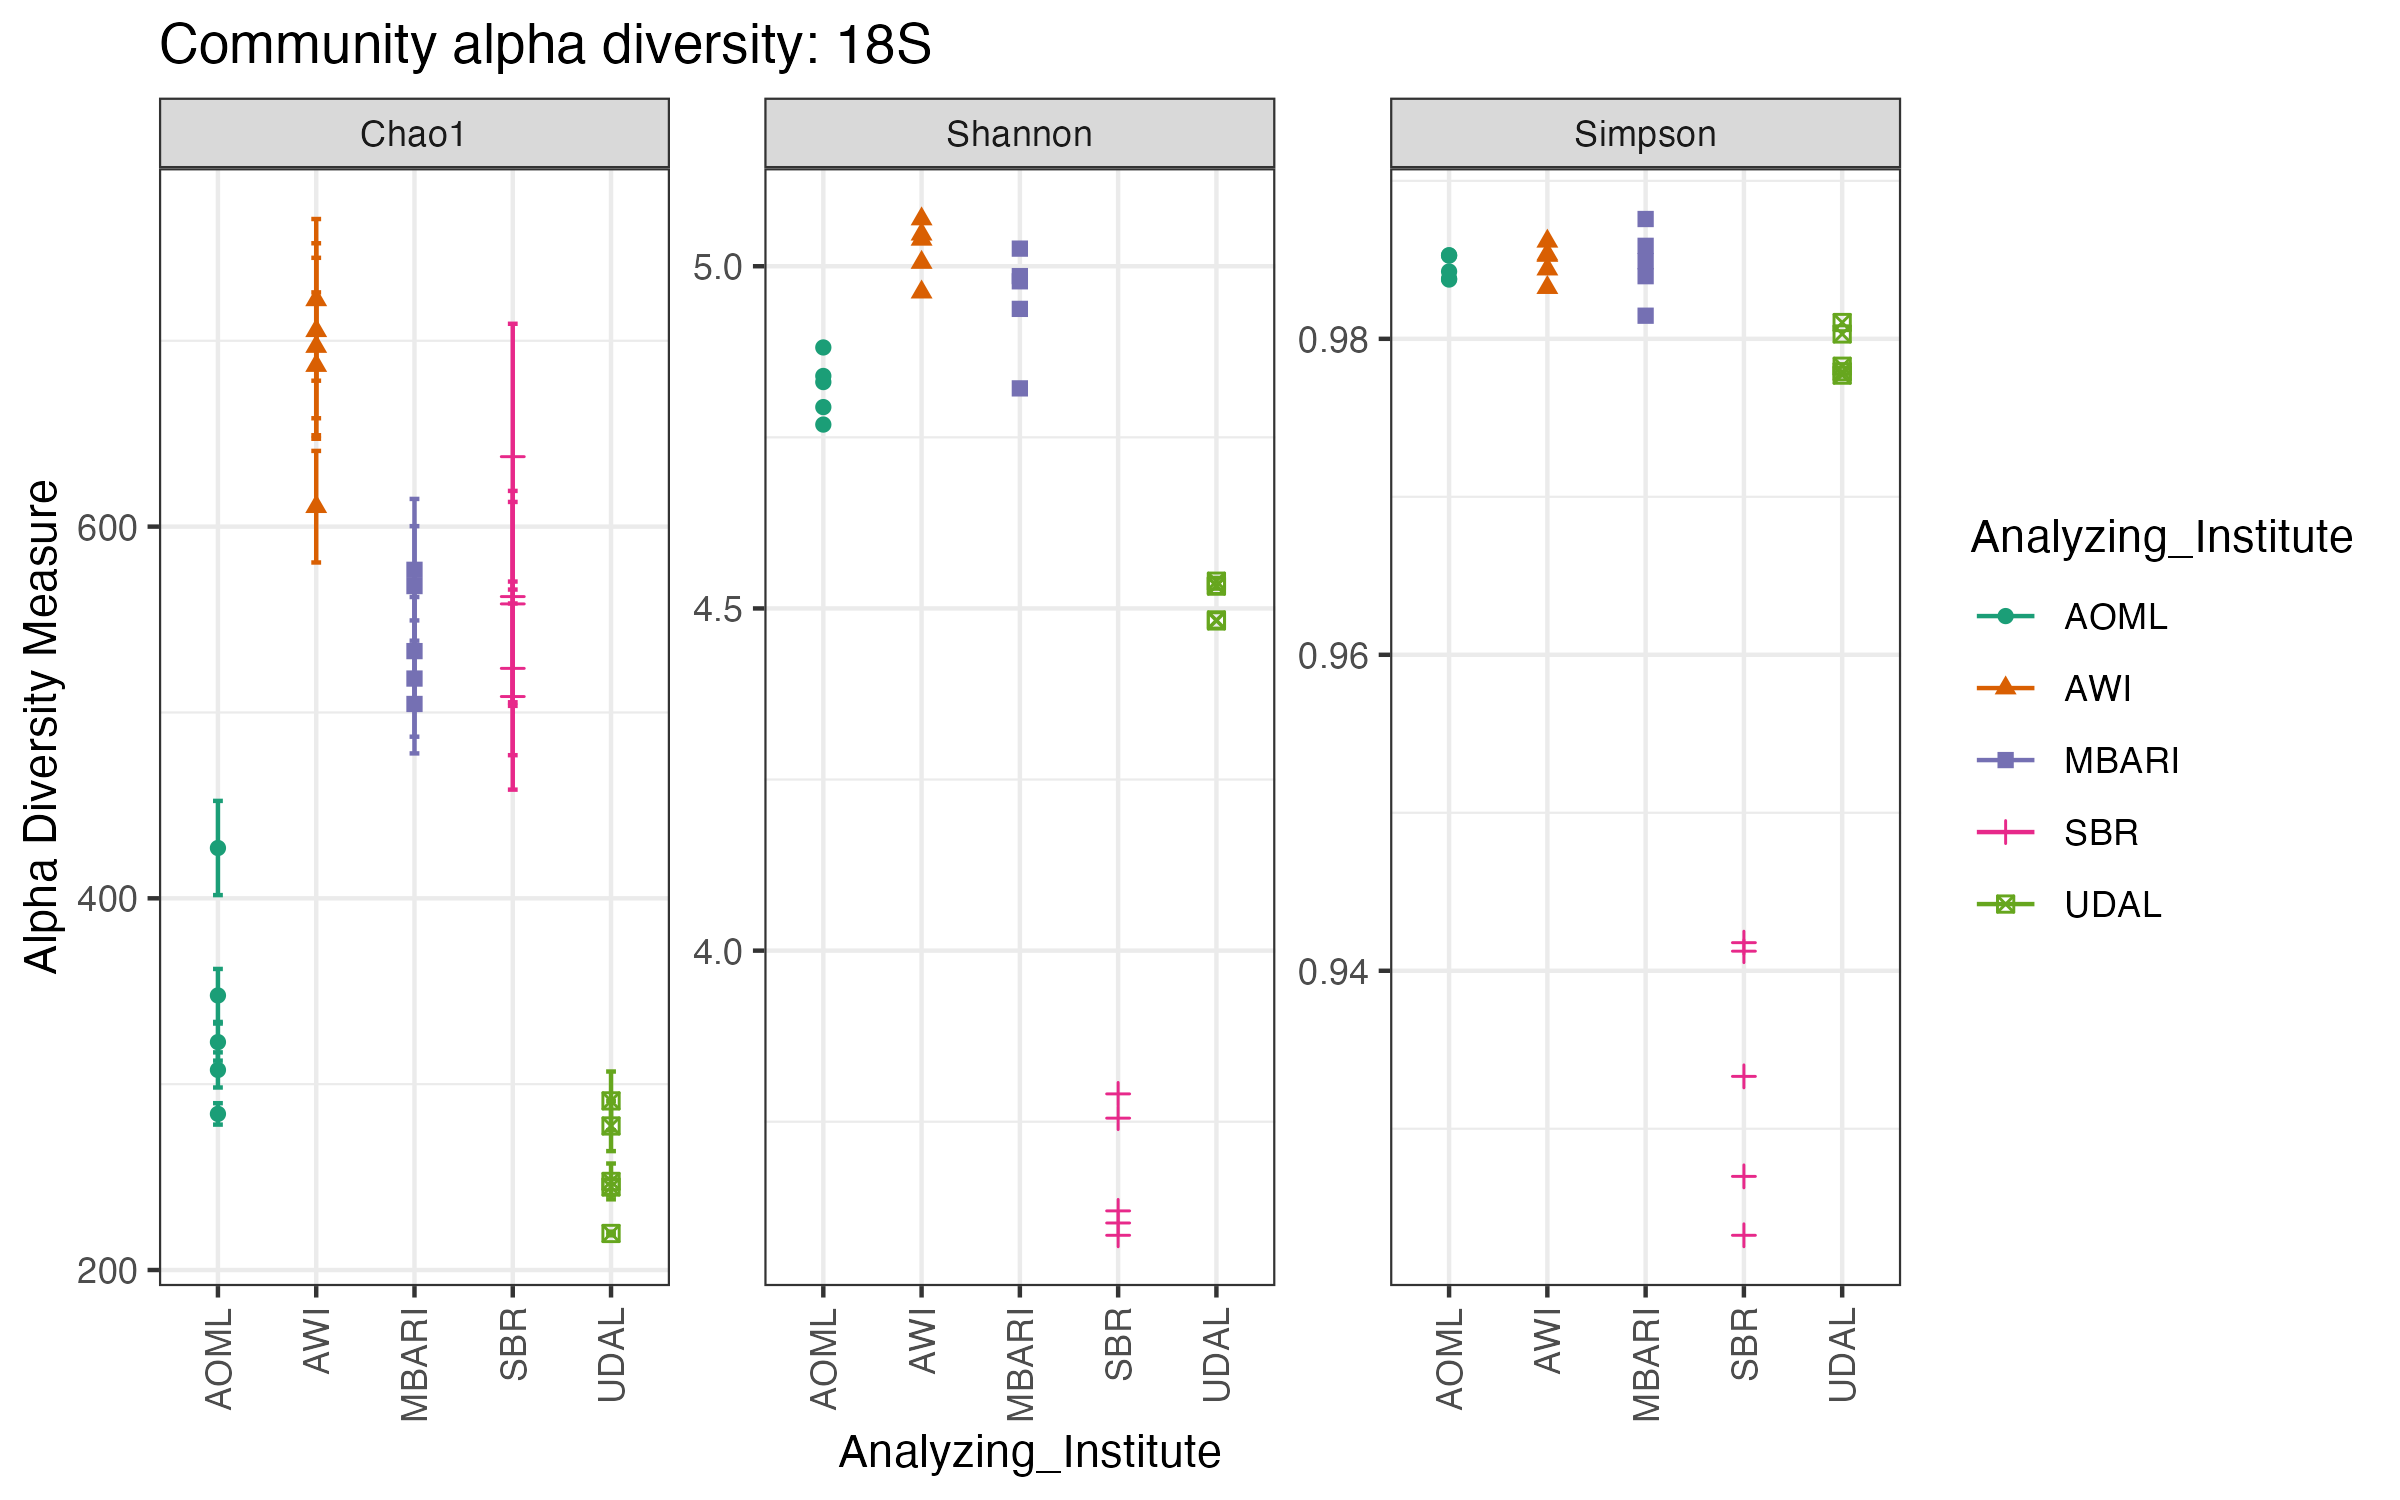 Community alpha diversity: 18S
Chao1
Shannon
Simpson
Alpha Diversity Measure
600
400
200
5.0
4.5
4.0
0.98
0.96
0.94
AOML
AWI
MBARI
SBR
UDAL
AOML
AWI
MBARI
SBR
UDAL
AOML
AWI
MBARI
SBR
UDAL
Analyzing_Institute
Analyzing_Institute
AOML
AWI
MBARI
SBR
UDAL